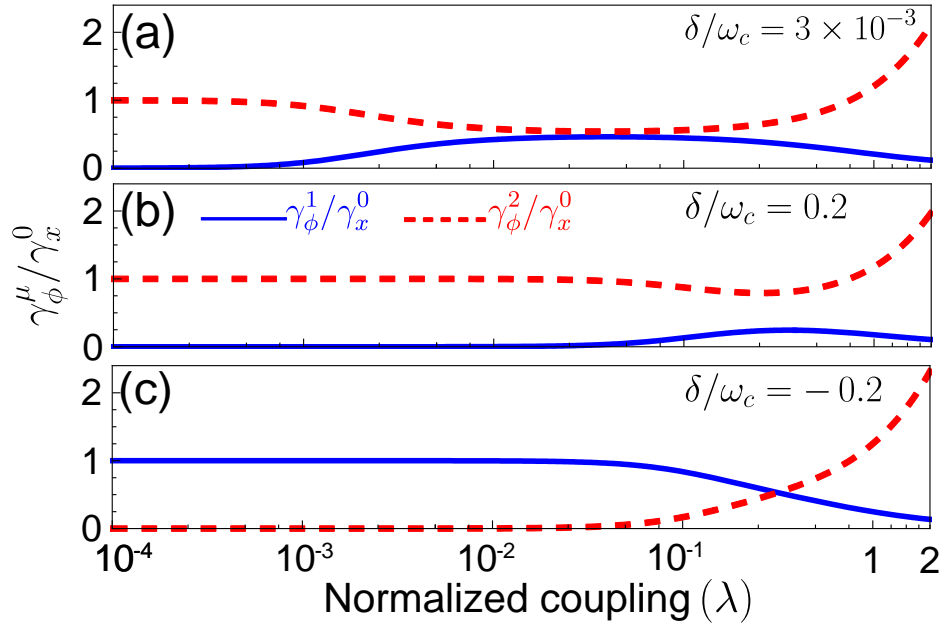 (a) δ/ω_c = 3 × 10⁻³
2
1
0
(b) γ_ϕ^1/γ_x^0 γ_ϕ^2/γ_x^0 δ/ω_c = 0.2
2
1
0
γ_ϕ^μ/γ_x^0
(c) δ/ω_c = −0.2
2
1
0
10⁻⁴ 10⁻³ 10⁻² 10⁻¹ 1 2
Normalized coupling (λ)